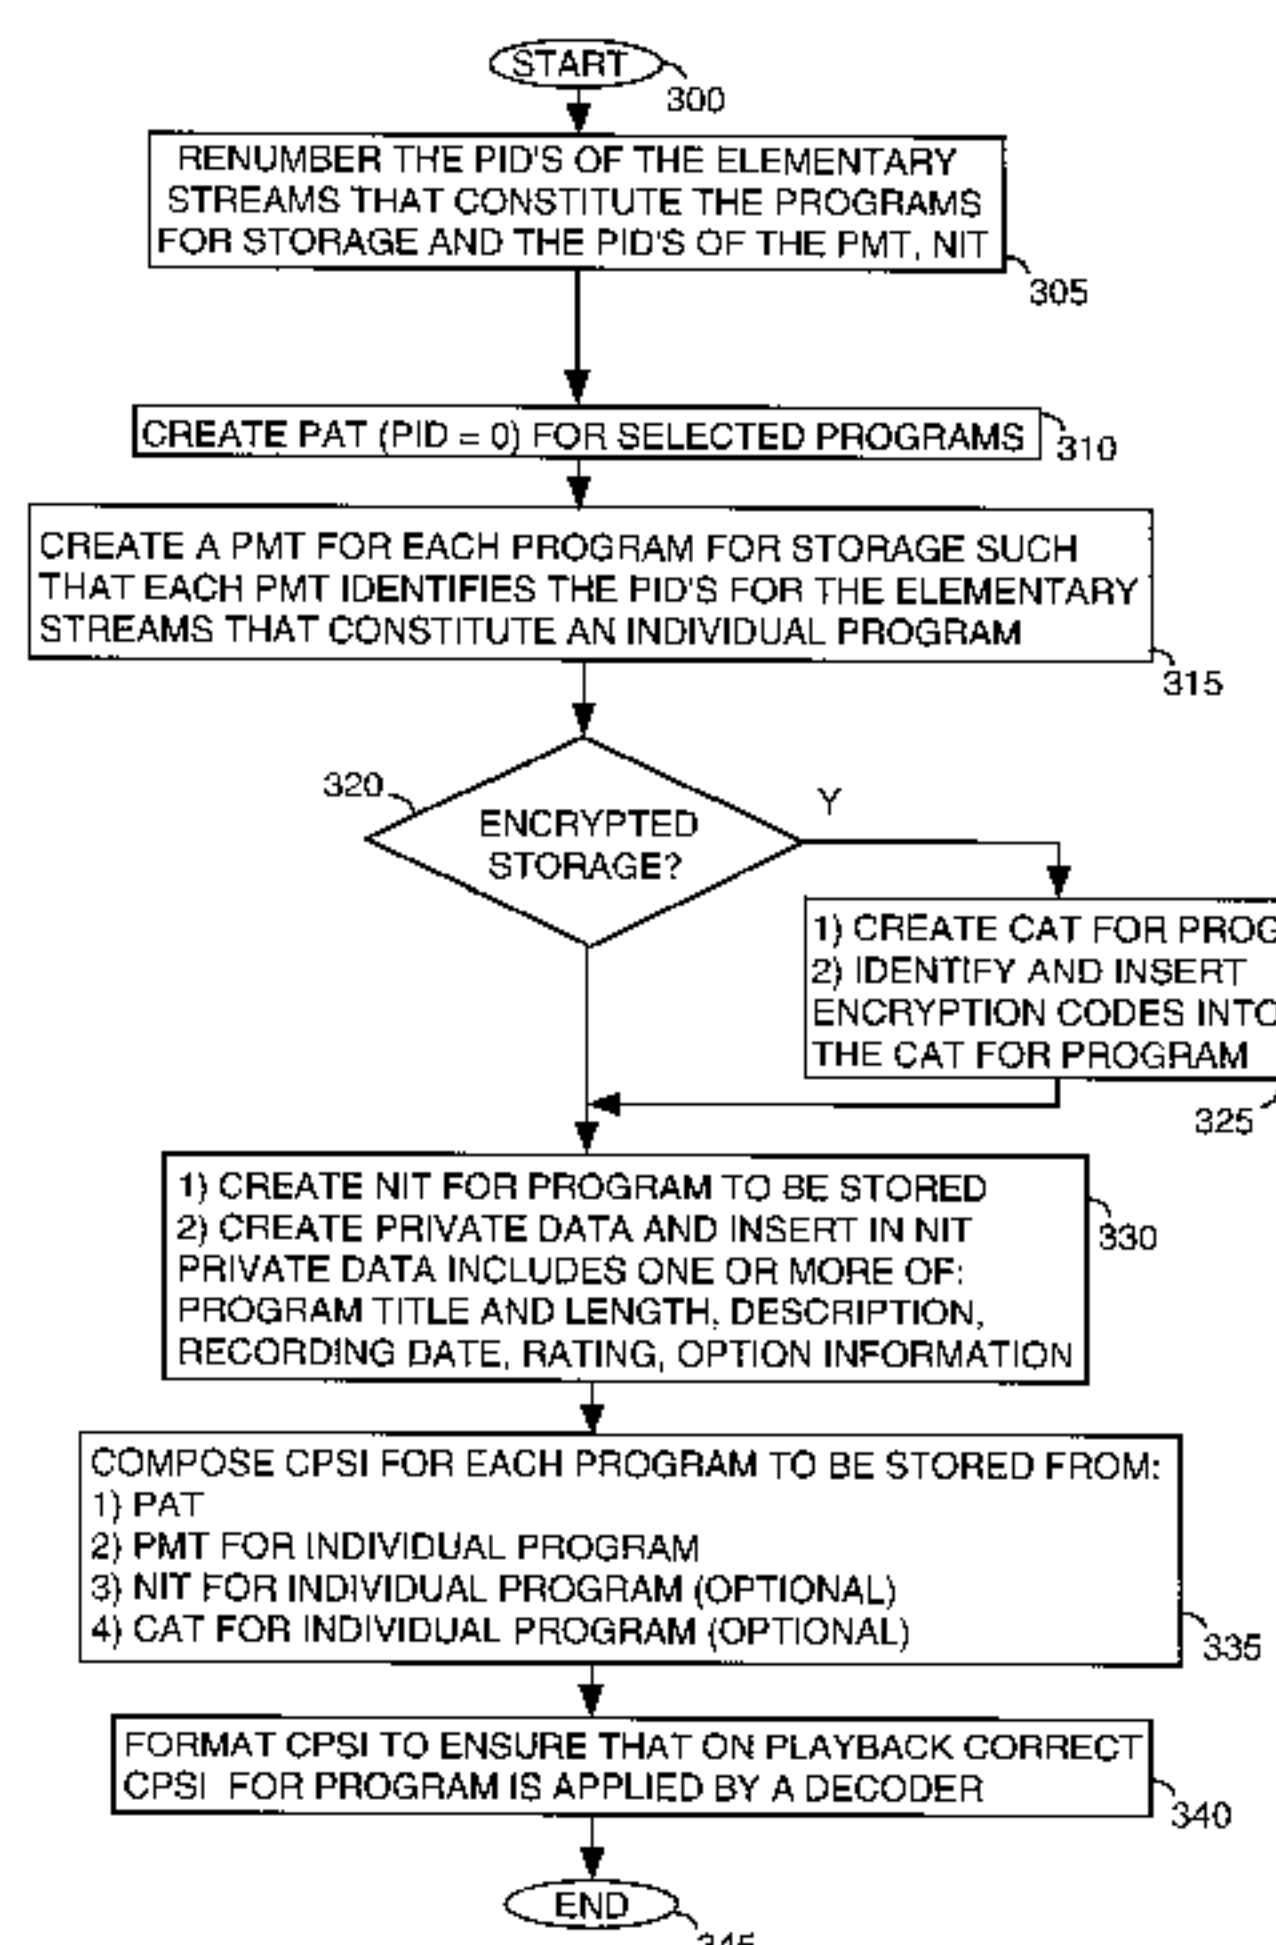 START
300
RENUMBER THE PID'S OF THE ELEMENTARY
STREAMS THAT CONSTITUTE THE PROGRAMS
FOR STORAGE AND THE PID'S OF THE PMT, NIT
305
CREATE PAT (PID = 0) FOR SELECTED PROGRAMS
310
CREATE A PMT FOR EACH PROGRAM FOR STORAGE SUCH
THAT EACH PMT IDENTIFIES THE PID'S FOR THE ELEMENTARY
STREAMS THAT CONSTITUTE AN INDIVIDUAL PROGRAM
315
320
ENCRYPTED
STORAGE?
Y
1) CREATE CAT FOR PROG
2) IDENTIFY AND INSERT
ENCRYPTION CODES INTO
THE CAT FOR PROGRAM
325
1) CREATE NIT FOR PROGRAM TO BE STORED
2) CREATE PRIVATE DATA AND INSERT IN NIT
PRIVATE DATA INCLUDES ONE OR MORE OF:
PROGRAM TITLE AND LENGTH, DESCRIPTION,
RECORDING DATE, RATING, OPTION INFORMATION
330
COMPOSE CPSI FOR EACH PROGRAM TO BE STORED FROM:
1) PAT
2) PMT FOR INDIVIDUAL PROGRAM
3) NIT FOR INDIVIDUAL PROGRAM (OPTIONAL)
4) CAT FOR INDIVIDUAL PROGRAM (OPTIONAL)
335
FORMAT CPSI TO ENSURE THAT ON PLAYBACK CORRECT
CPSI FOR PROGRAM IS APPLIED BY A DECODER
340
END